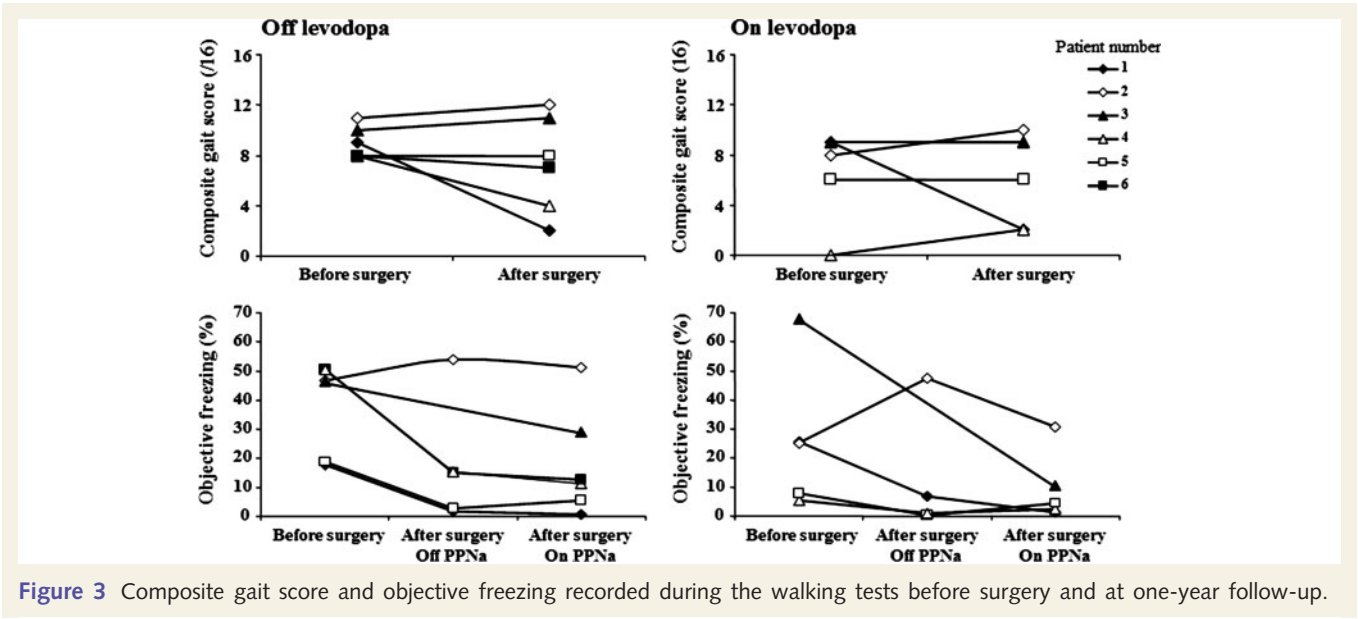 Off levodopa
Composite gait score (/16)
16
12
8
4
0
Before surgery After surgery
On levodopa
Composite gait score (16)
16
12
8
4
0
Before surgery After surgery
Patient number
1
2
3
4
5
6
Objective freezing (%)
70
60
50
40
30
20
10
0
Before surgery After surgery After surgery
Off PPNa On PPNa
Objective freezing (%)
70
60
50
40
30
20
10
0
Before surgery After surgery After surgery
Off PPNa On PPNa
Figure 3 Composite gait score and objective freezing recorded during the walking tests before surgery and at one-year follow-up.